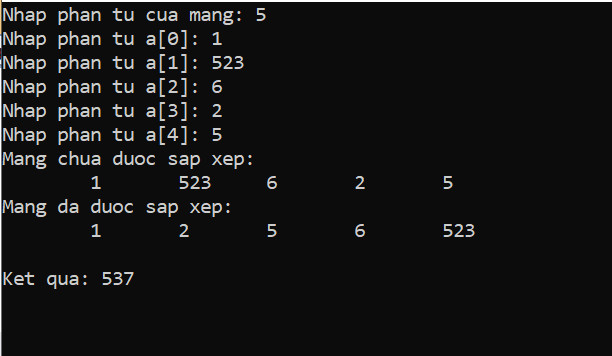 Nhap phan tu cua mang: 5
Nhap phan tu a[0]: 1
Nhap phan tu a[1]: 523
Nhap phan tu a[2]: 6
Nhap phan tu a[3]: 2
Nhap phan tu a[4]: 5
Mang chua duoc sap xep:
1 523 6 2 5
Mang da duoc sap xep:
1 2 5 6 523
Ket qua: 537